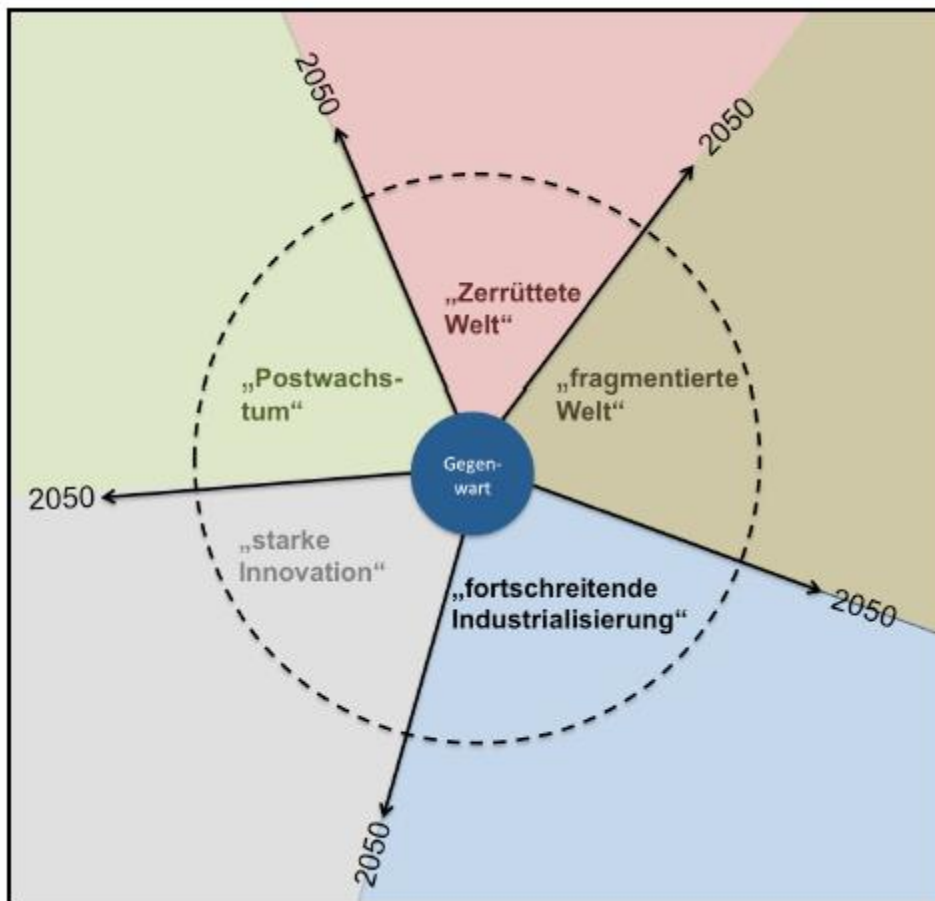 2050
2050
„Zerrüttete
Welt“
„Postwachs-
tum“
„fragmentierte
Welt“
Gegen-
wart
2050
„starke
Innovation“
„fortschreitende
Industrialisierung“
2050
2050